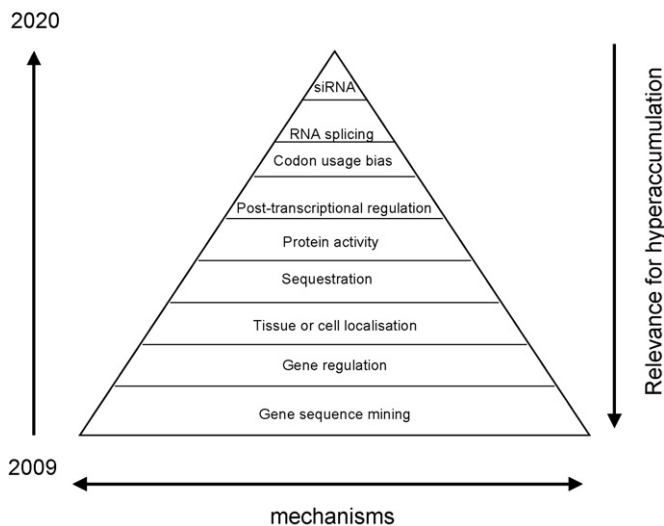 2020
siRNA
RNA splicing
Codon usage bias
Post-transcriptional regulation
Protein activity
Sequestration
Tissue or cell localisation
Gene regulation
Gene sequence mining
2009
mechanisms
Relevance for hyperaccumulation